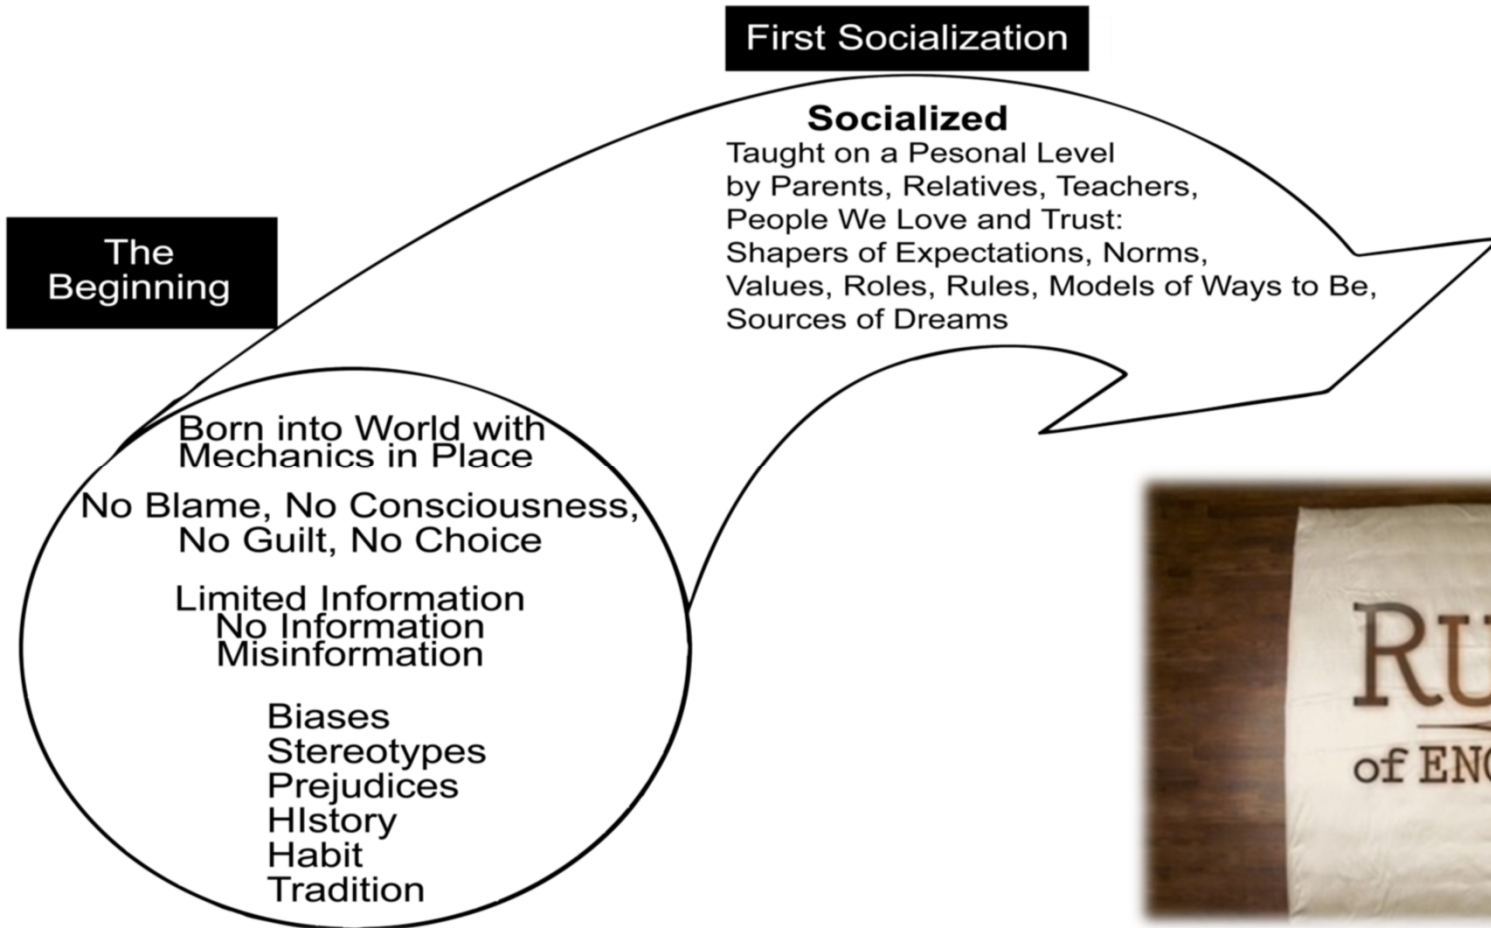 First Socialization
Socialized
Taught on a Pesonal Level
by Parents, Relatives, Teachers,
People We Love and Trust:
Shapers of Expectations, Norms,
Values, Roles, Rules, Models of Ways to Be,
Sources of Dreams
The
Beginning
Born into World with
Mechanics in Place
No Blame, No Consciousness,
No Guilt, No Choice
Limited Information
No Information
Misinformation
Biases
Stereotypes
Prejudices
HIstory
Habit
Tradition
of